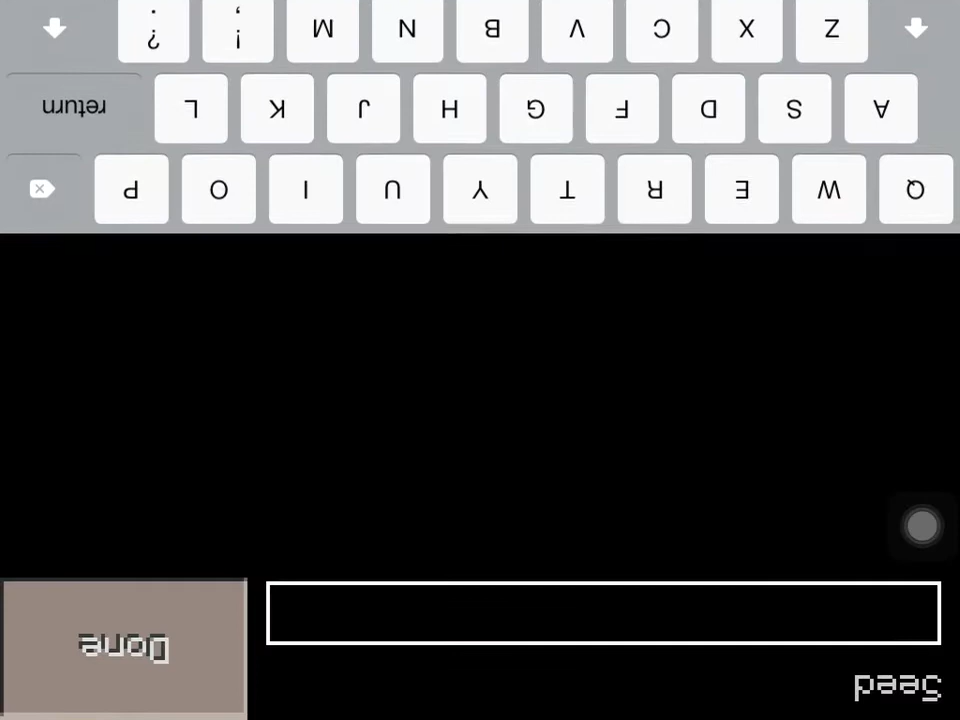 Seed
Done
Q W E R T Y U I O P
A S D F G H J K L return
Z X C V B N M ! , ? .